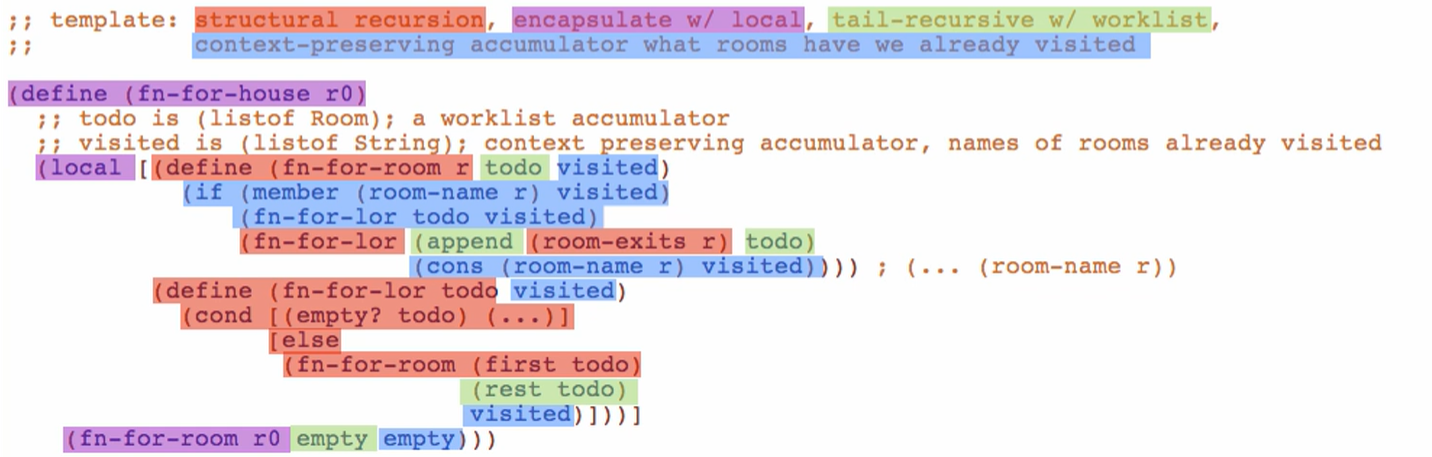 ;; template: structural recursion, encapsulate w/ local, tail-recursive w/ worklist,
;;           context-preserving accumulator what rooms have we already visited
(define (fn-for-house r0)
  ;; todo is (listof Room); a worklist accumulator
  ;; visited is (listof String); context preserving accumulator, names of rooms already visited
  (local [(define (fn-for-room r todo visited)
            (if (member (room-name r) visited)
                (fn-for-lor todo visited)
                (fn-for-lor (append (room-exits r) todo)
                            (cons (room-name r) visited)))) ; (... (room-name r))
          (define (fn-for-lor todo visited)
            (cond [(empty? todo) (...)]
                  [else
                   (fn-for-room (first todo)
                                (rest todo)
                                visited)]))]
    (fn-for-room r0 empty empty)))